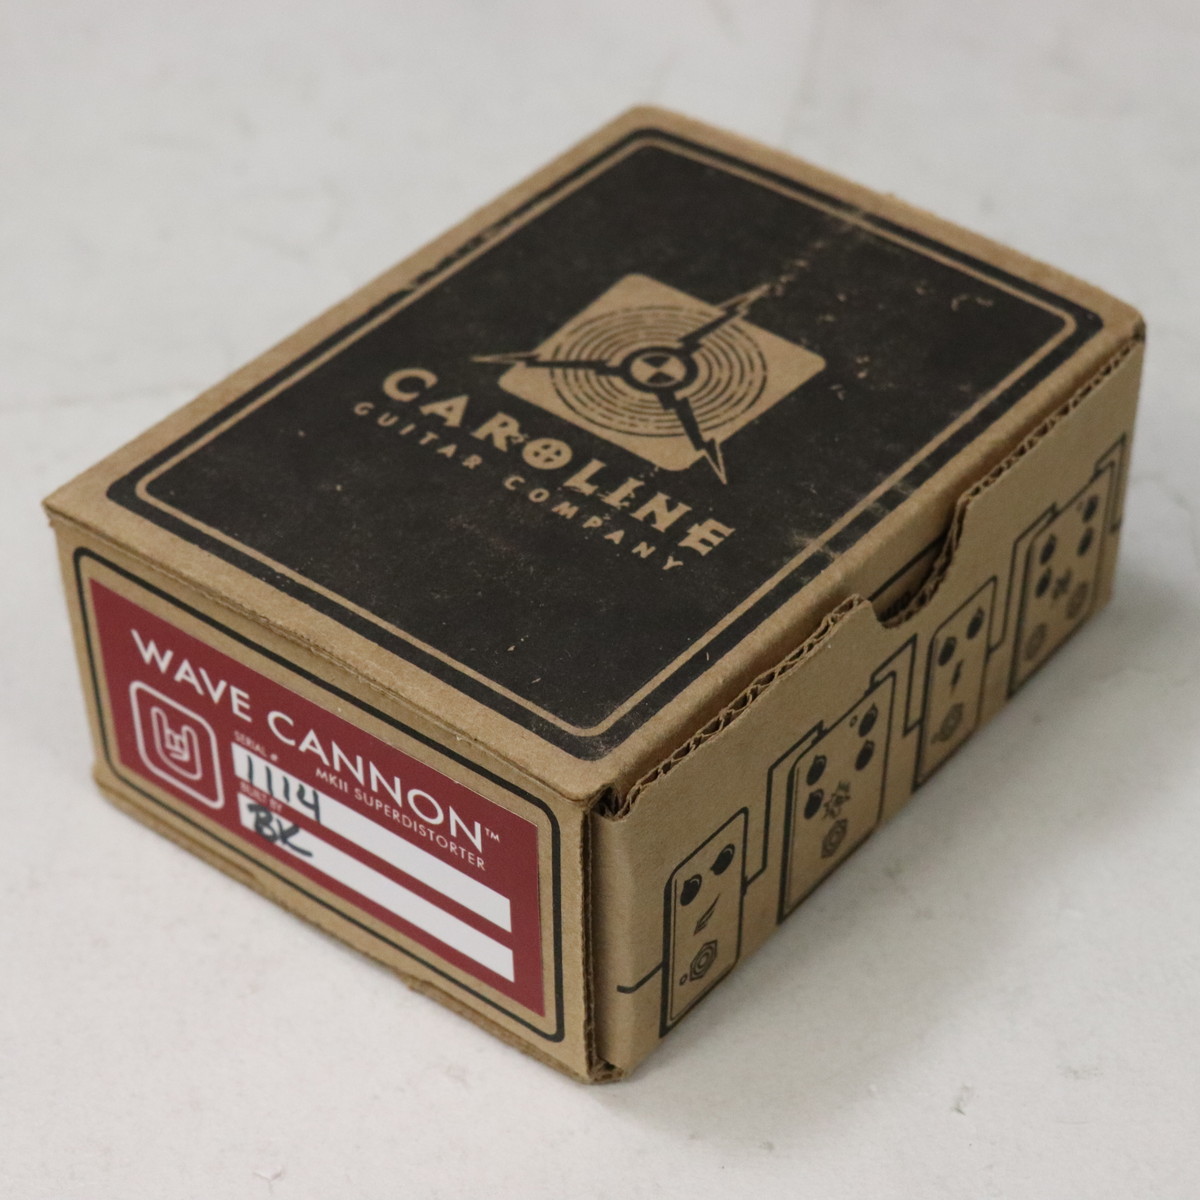 CAROLINE
GUITAR COMPANY
WAVE CANNON™
MKII SUPERDISTORTER
SERIAL #
1114
BUILT BY
BK